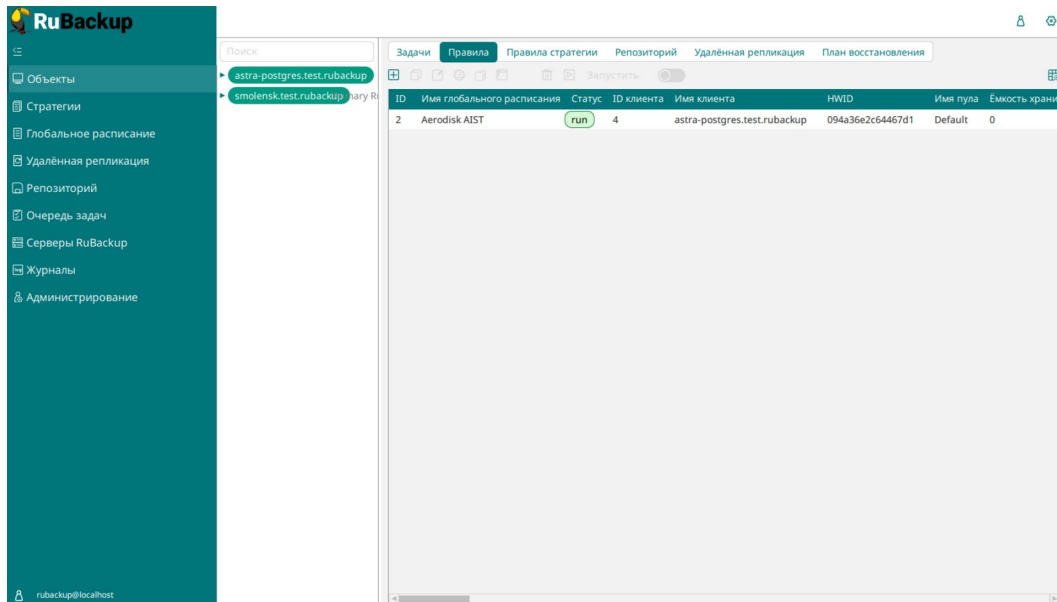 RuBackup
Объекты
Стратегии
Глобальное расписание
Удалённая репликация
Репозиторий
Очередь задач
Серверы RuBackup
Журналы
Администрирование
rubackup@localhost
Поиск
astra-postgres.test.rubackup
smolensk.test.rubackup
Задачи Правила Правила стратегии Репозиторий Удалённая репликация План восстановления
Запустить
ID Имя глобального расписания Статус ID клиента Имя клиента HWID Имя пула Ёмкость храни
2 Aerodisk AIST run 4 astra-postgres.test.rubackup 094a36e2c64467d1 Default 0